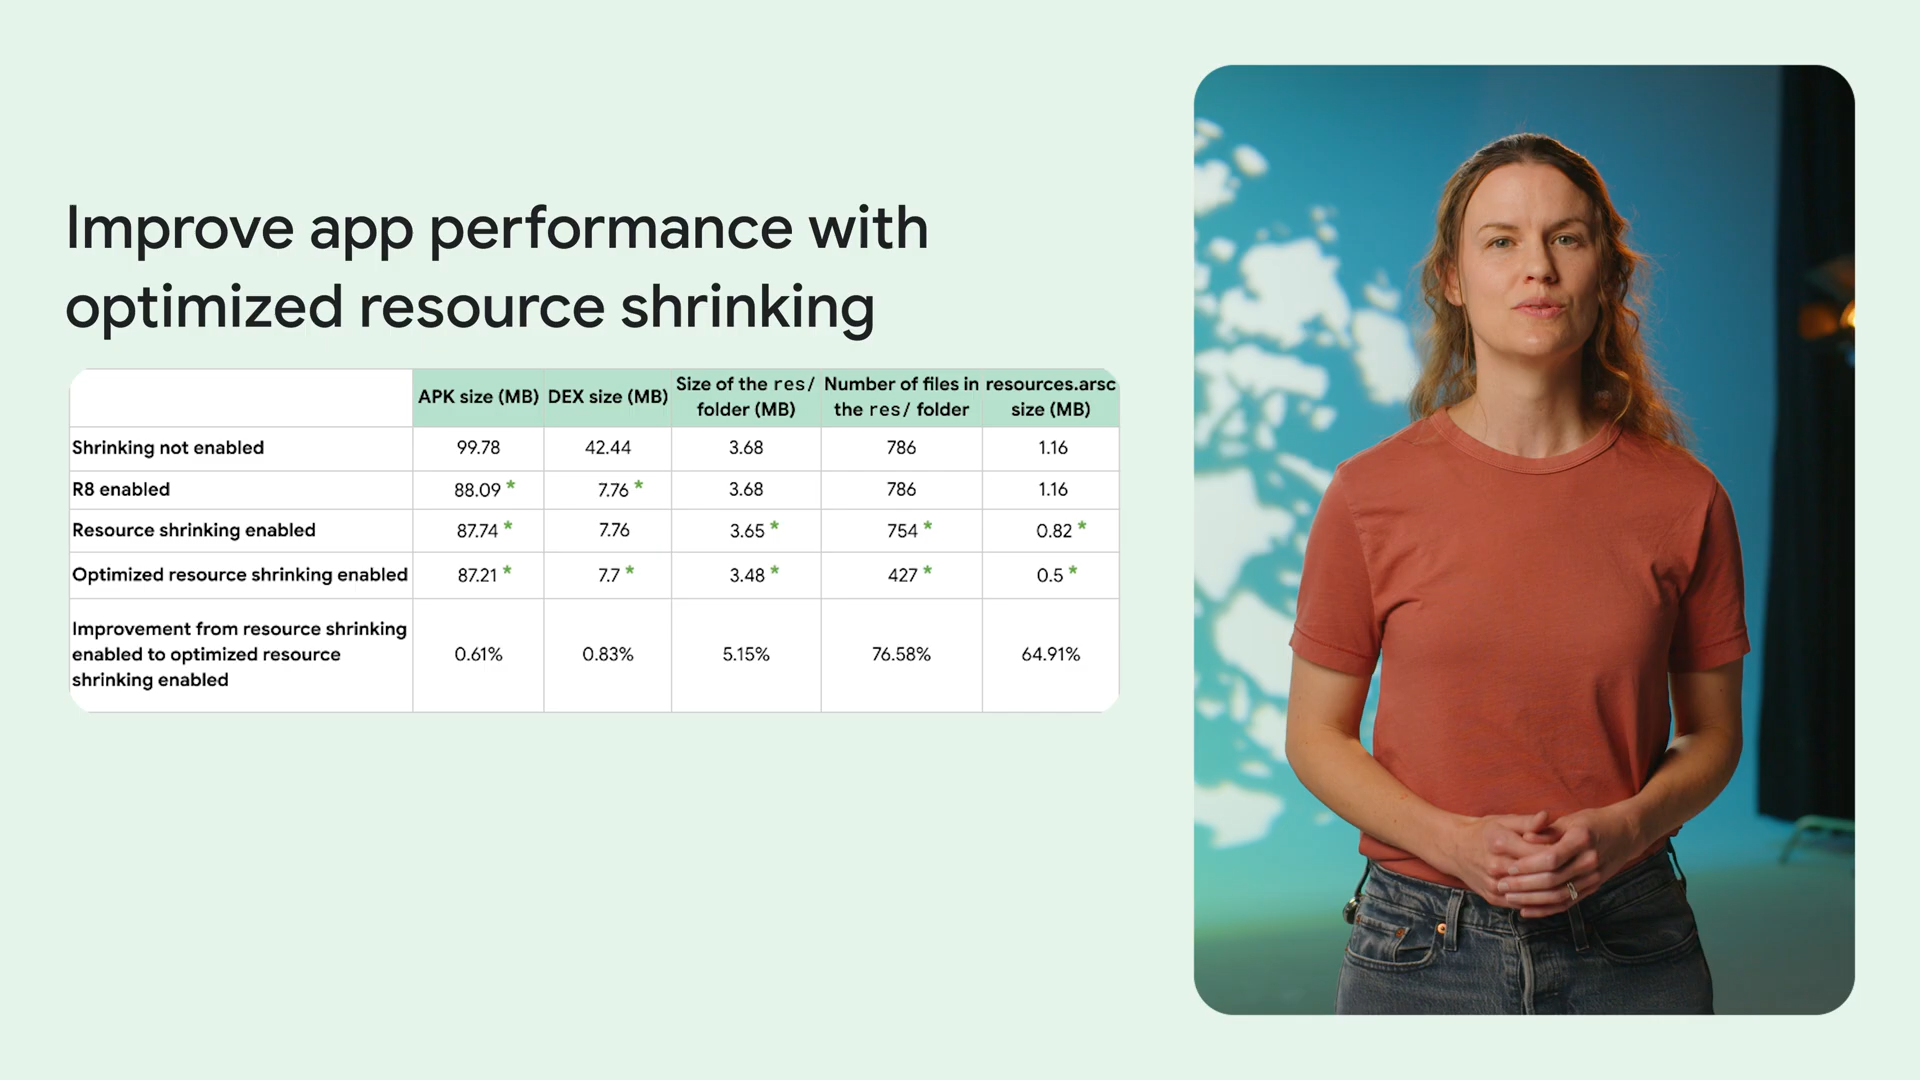 Improve app performance with
optimized resource shrinking
APK size (MB) DEX size (MB) Size of the res/ folder (MB) Number of files in the res/ folder resources.arsc size (MB)
Shrinking not enabled 99.78 42.44 3.68 786 1.16
R8 enabled 88.09 * 7.76 * 3.68 786 1.16
Resource shrinking enabled 87.74 * 7.76 3.65 * 754 * 0.82 *
Optimized resource shrinking enabled 87.21 * 7.7 * 3.48 * 427 * 0.5 *
Improvement from resource shrinking
enabled to optimized resource
shrinking enabled
0.61% 0.83% 5.15% 76.58% 64.91%